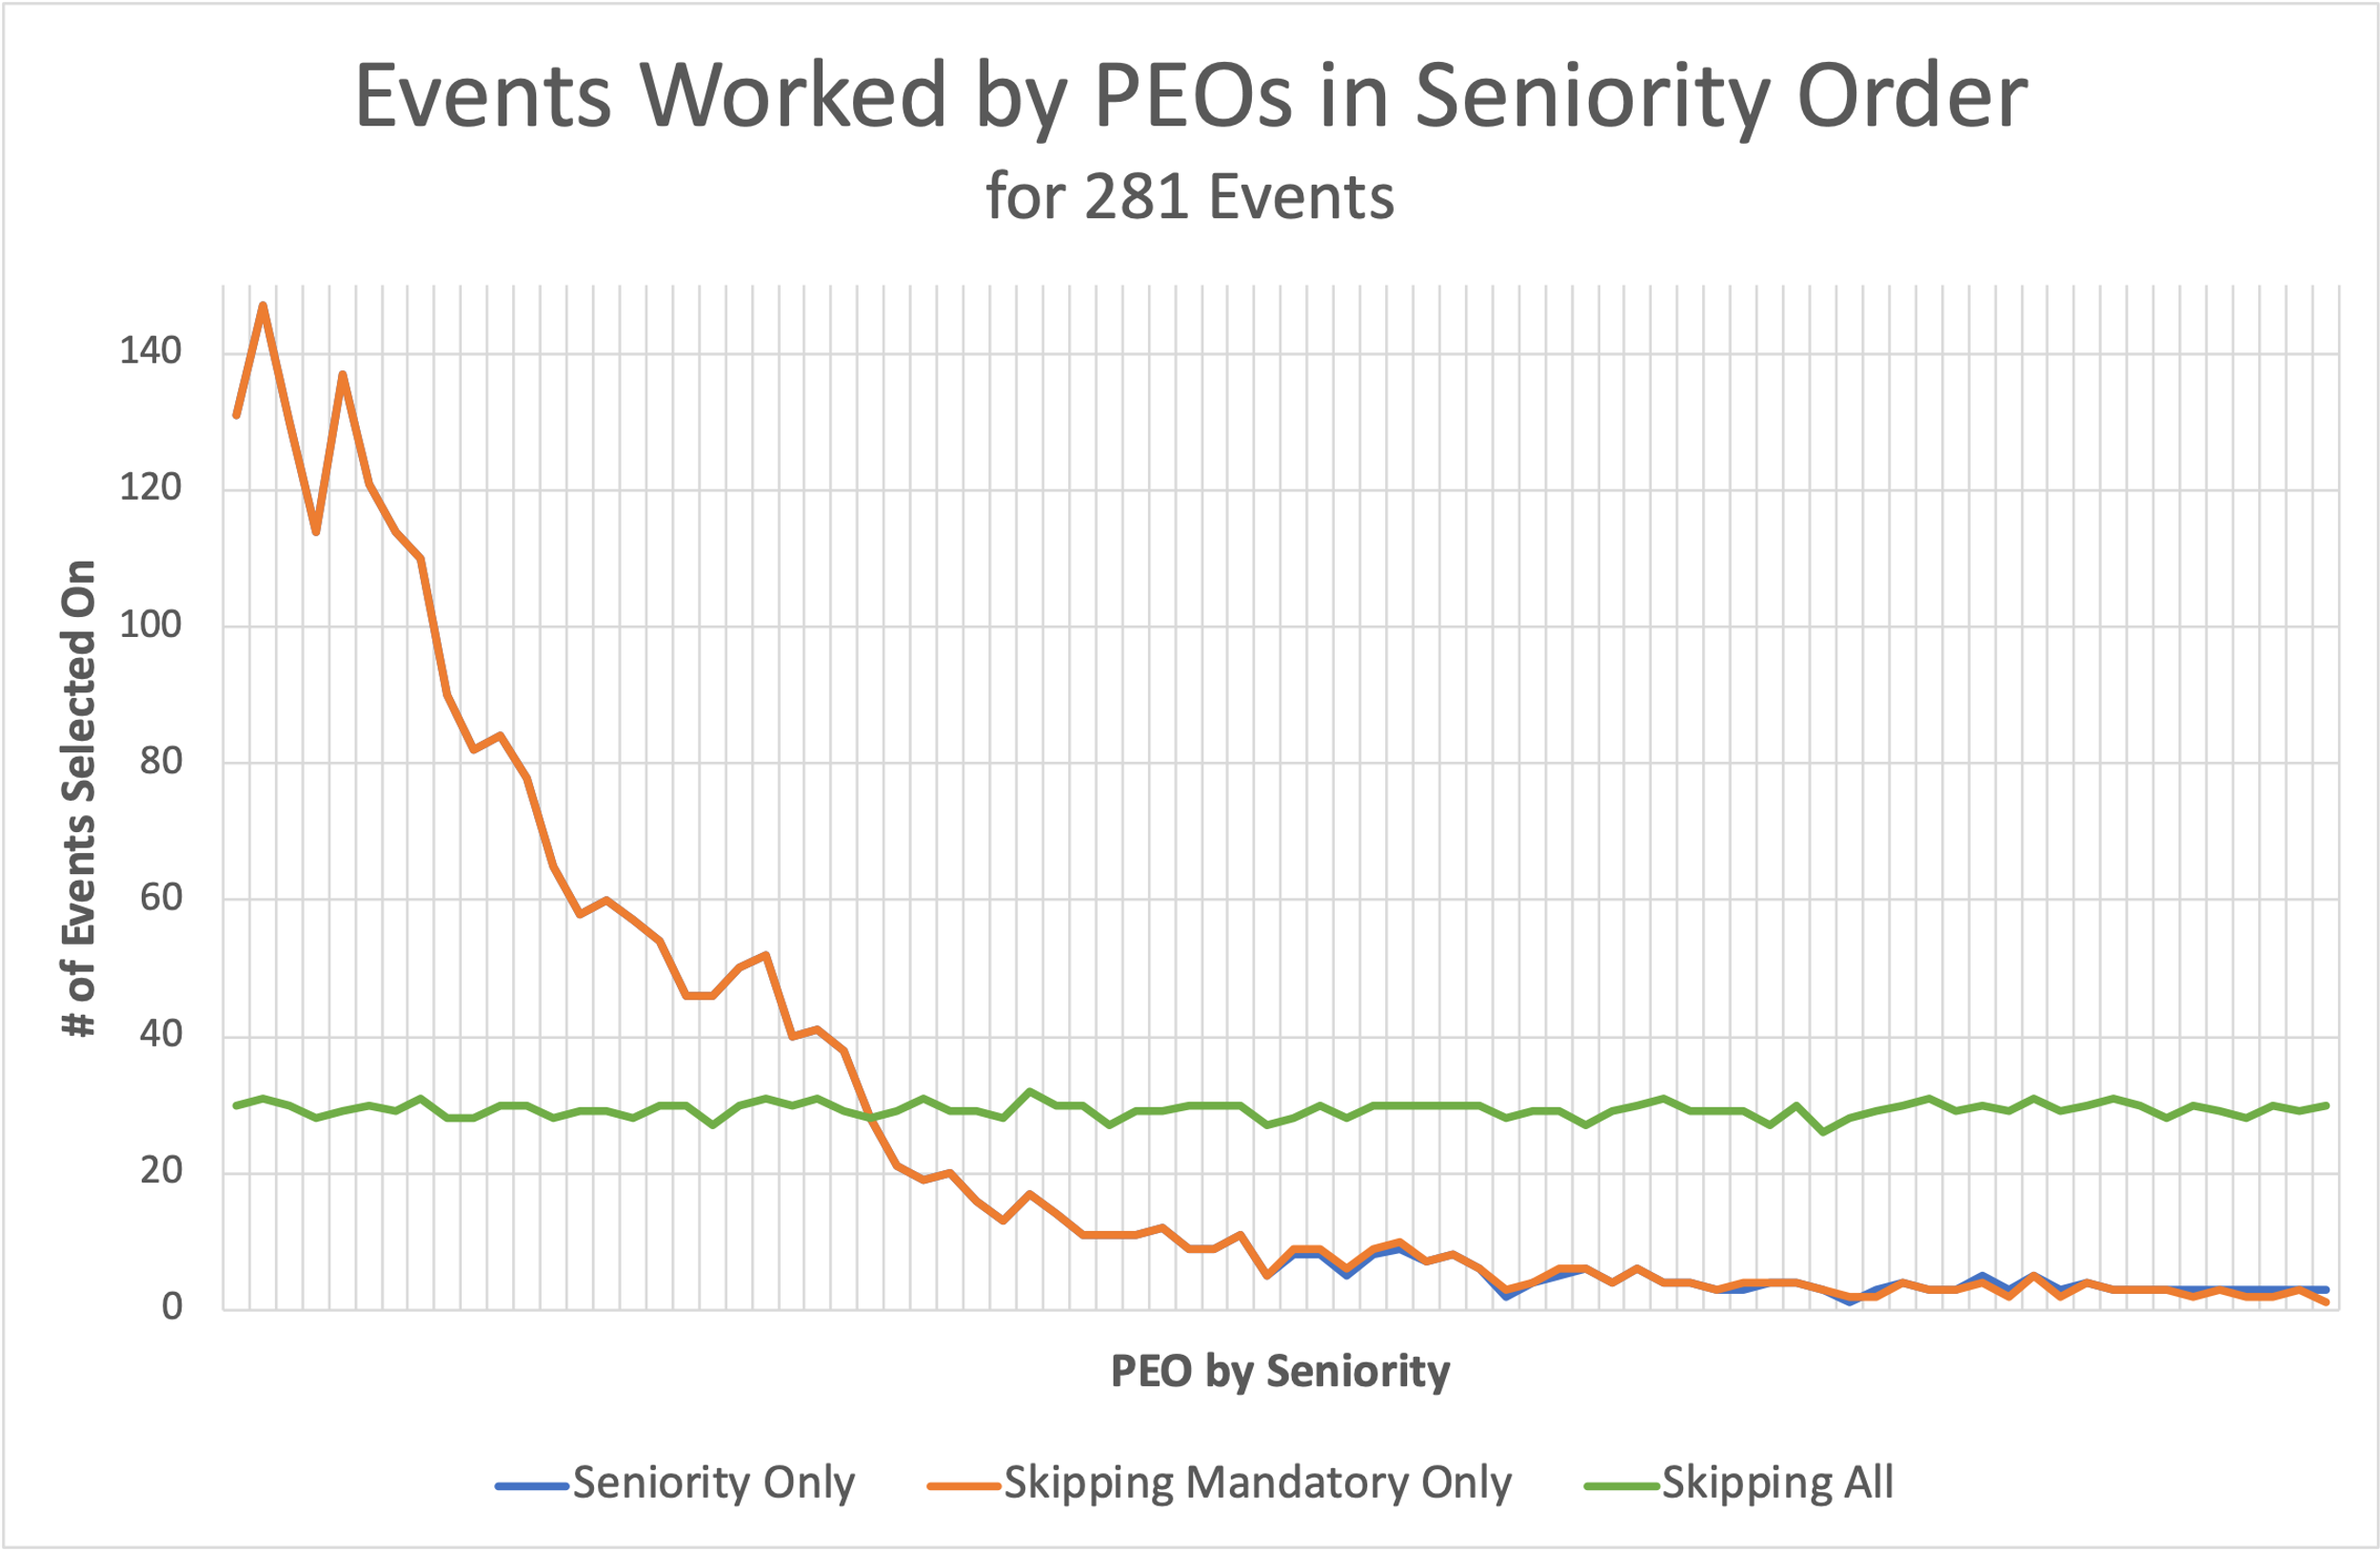 Events Worked by PEOs in Seniority Order
for 281 Events
# of Events Selected On
140
120
100
80
60
40
20
0
PEO by Seniority
Seniority Only
Skipping Mandatory Only
Skipping All